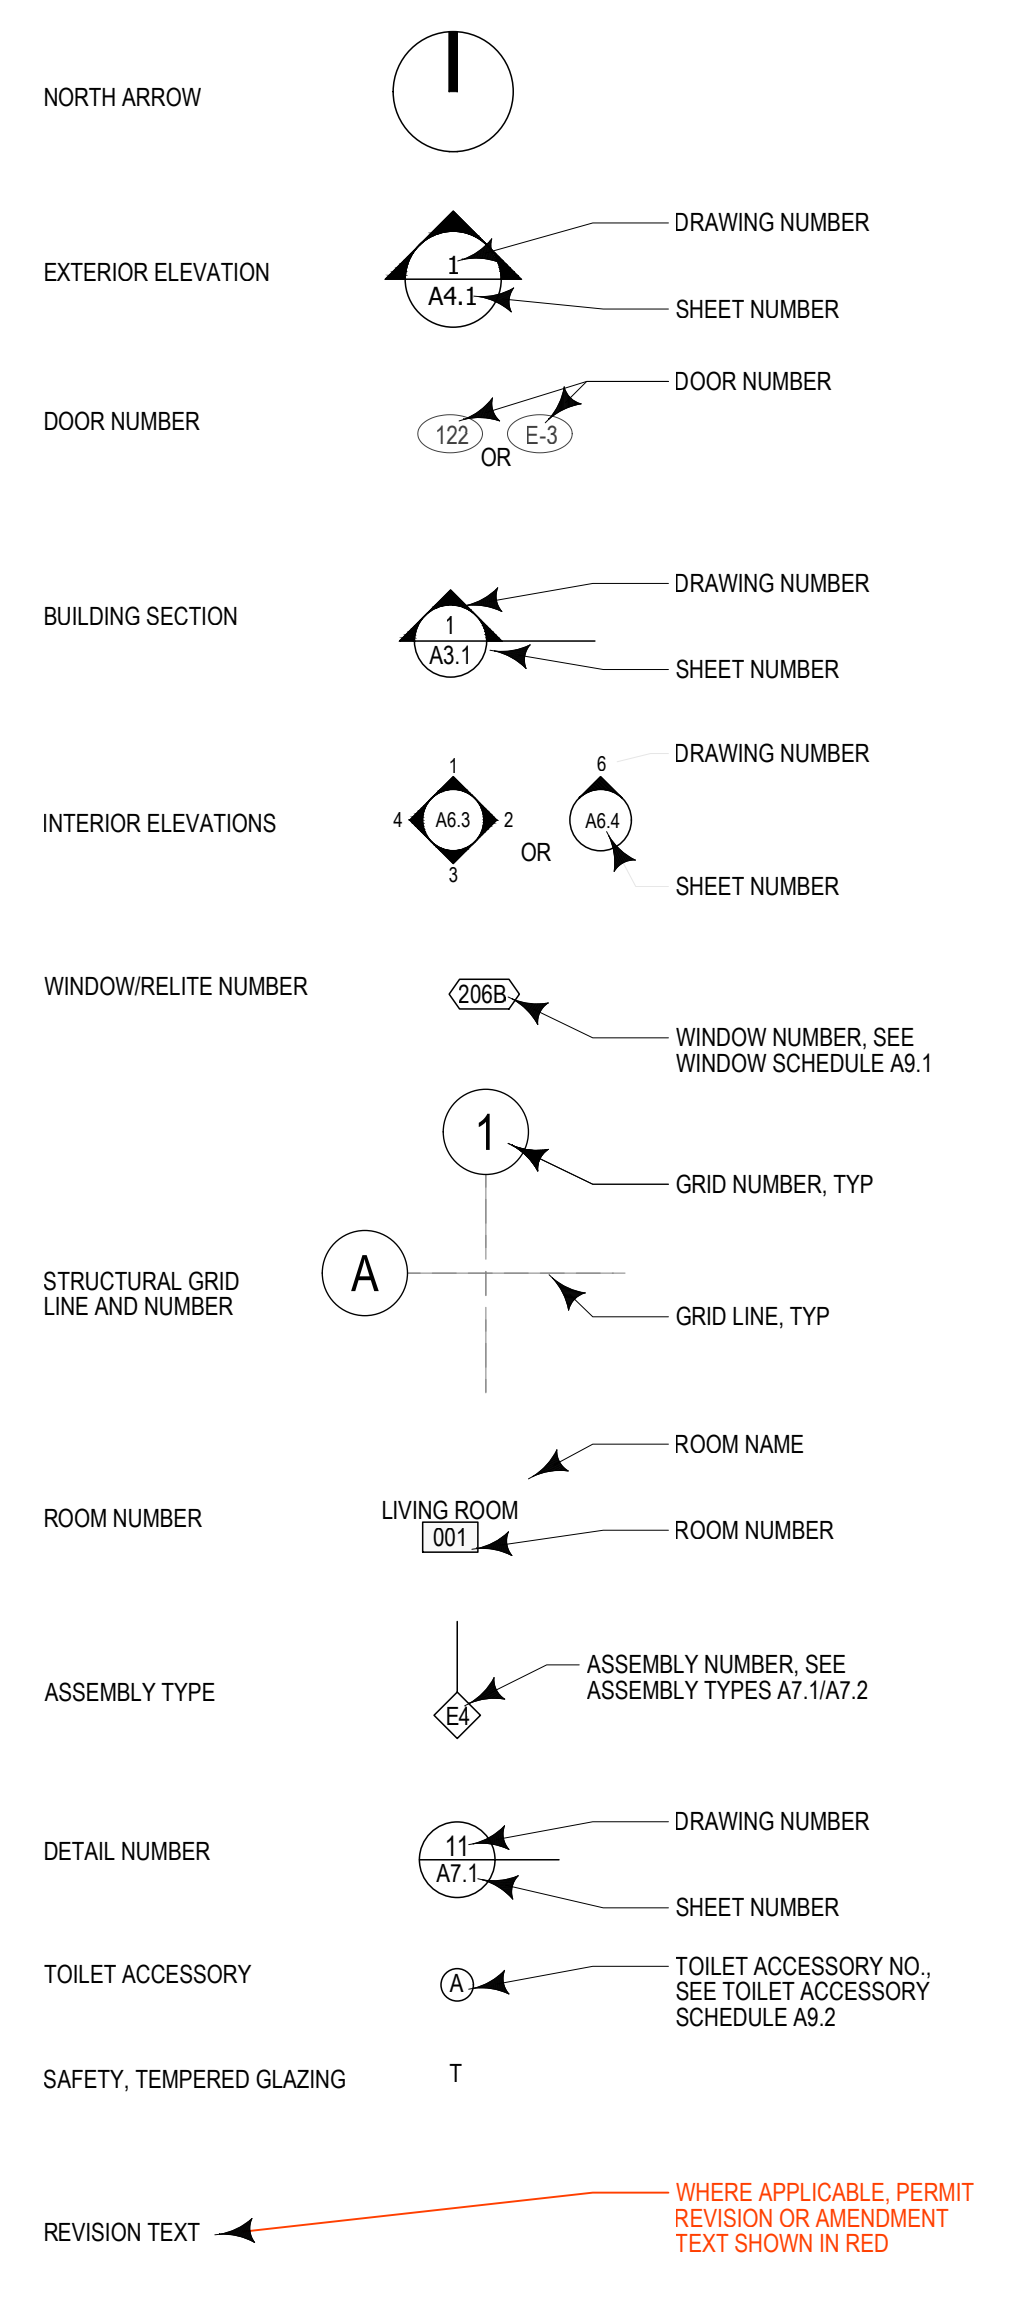 NORTH ARROW
DRAWING NUMBER
1
EXTERIOR ELEVATION
A4.1
SHEET NUMBER
DOOR NUMBER
DOOR NUMBER
122
E-3
OR
DRAWING NUMBER
BUILDING SECTION
1
A3.1
SHEET NUMBER
DRAWING NUMBER
1
6
INTERIOR ELEVATIONS
4
A6.3
2
A6.4
OR
3
SHEET NUMBER
WINDOW/RELITE NUMBER
206B
WINDOW NUMBER, SEE
WINDOW SCHEDULE A9.1
1
GRID NUMBER, TYP
A
STRUCTURAL GRID
LINE AND NUMBER
GRID LINE, TYP
ROOM NAME
LIVING ROOM
ROOM NUMBER
001
ROOM NUMBER
ASSEMBLY NUMBER, SEE
ASSEMBLY TYPES A7.1/A7.2
ASSEMBLY TYPE
E4
DRAWING NUMBER
11
DETAIL NUMBER
A7.1
SHEET NUMBER
TOILET ACCESSORY
A
TOILET ACCESSORY NO.,
SEE TOILET ACCESSORY
SCHEDULE A9.2
SAFETY, TEMPERED GLAZING
T
WHERE APPLICABLE, PERMIT
REVISION OR AMENDMENT
TEXT SHOWN IN RED
REVISION TEXT